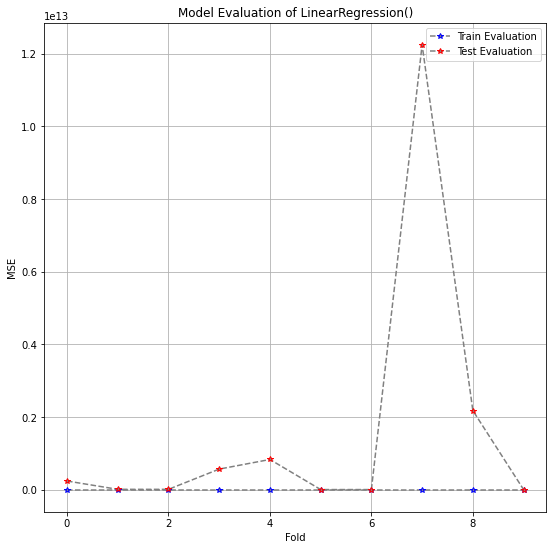 Model Evaluation of LinearRegression()
1e13
Train Evaluation
Test Evaluation
1.2
1.0
0.8
0.6
0.4
0.2
0.0
MSE
0 2 4 6 8
Fold